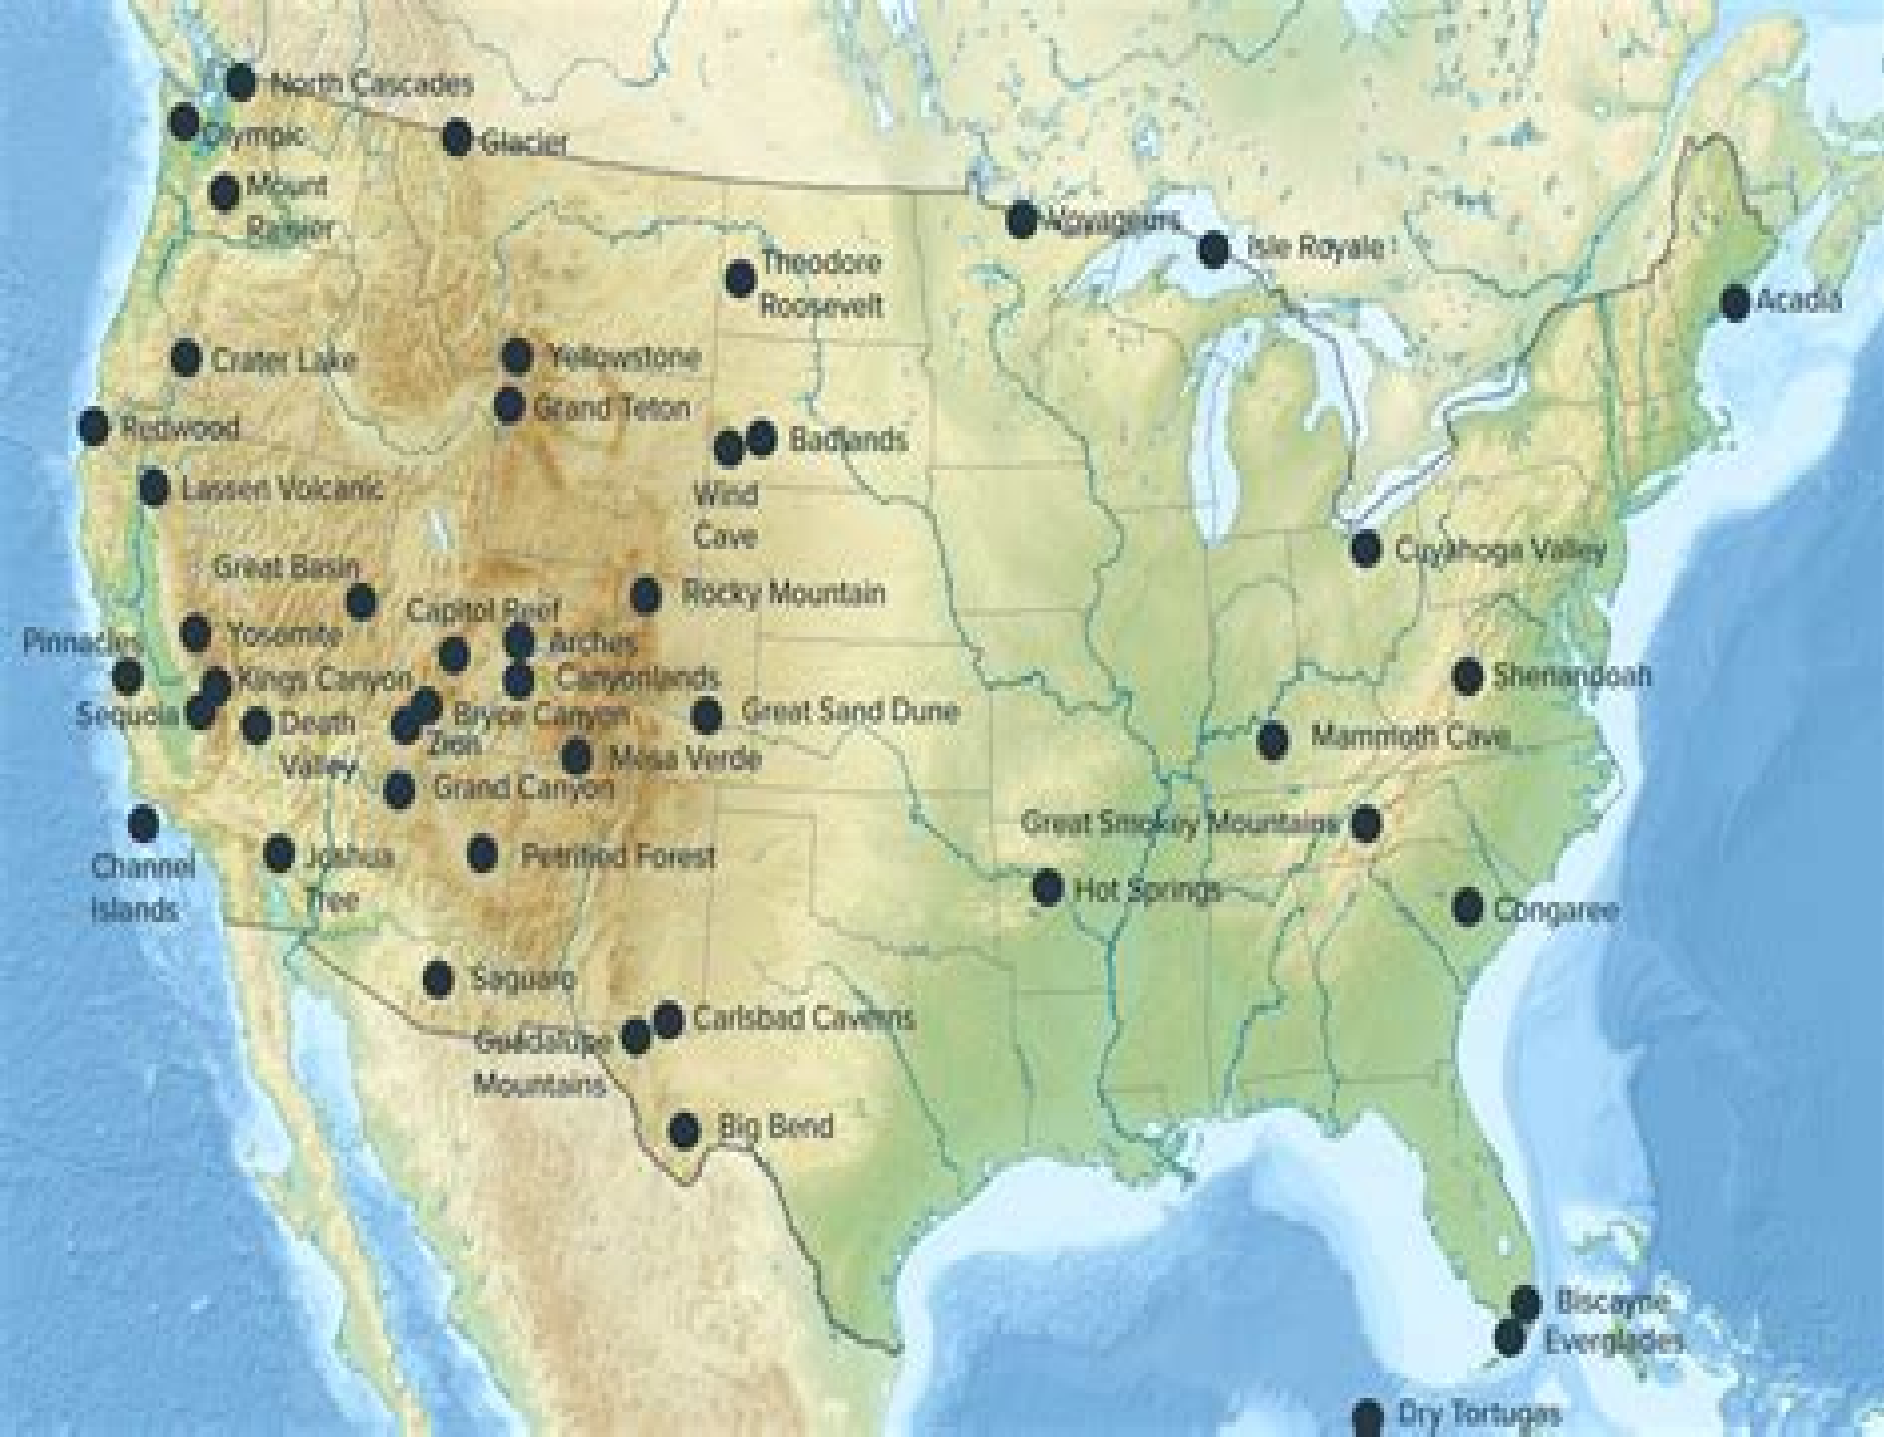 North Cascades
Olympic
Glacier
Mount
Ranier
Voyageurs
Isle Royale
Theodore
Roosevelt
Acadia
Crater Lake
Yellowstone
Grand Teton
Redwood
Badlands
Lassen Volcanic
Wind
Cave
Cuyahoga Valley
Great Basin
Rocky Mountain
Capitol Reef
Pinnacles
Yosemite
Arches
Kings Canyon
Canyonlands
Shenandoah
Sequoia
Death
Valley
Bryce Canyon
Zion
Great Sand Dune
Mammoth Cave
Mesa Verde
Grand Canyon
Great Smokey Mountains
Channel
Islands
Joshua
Tree
Petrified Forest
Hot Springs
Congaree
Saguaro
Carlsbad Caverns
Guadalupe
Mountains
Big Bend
Biscayne
Everglades
Dry Tortugas